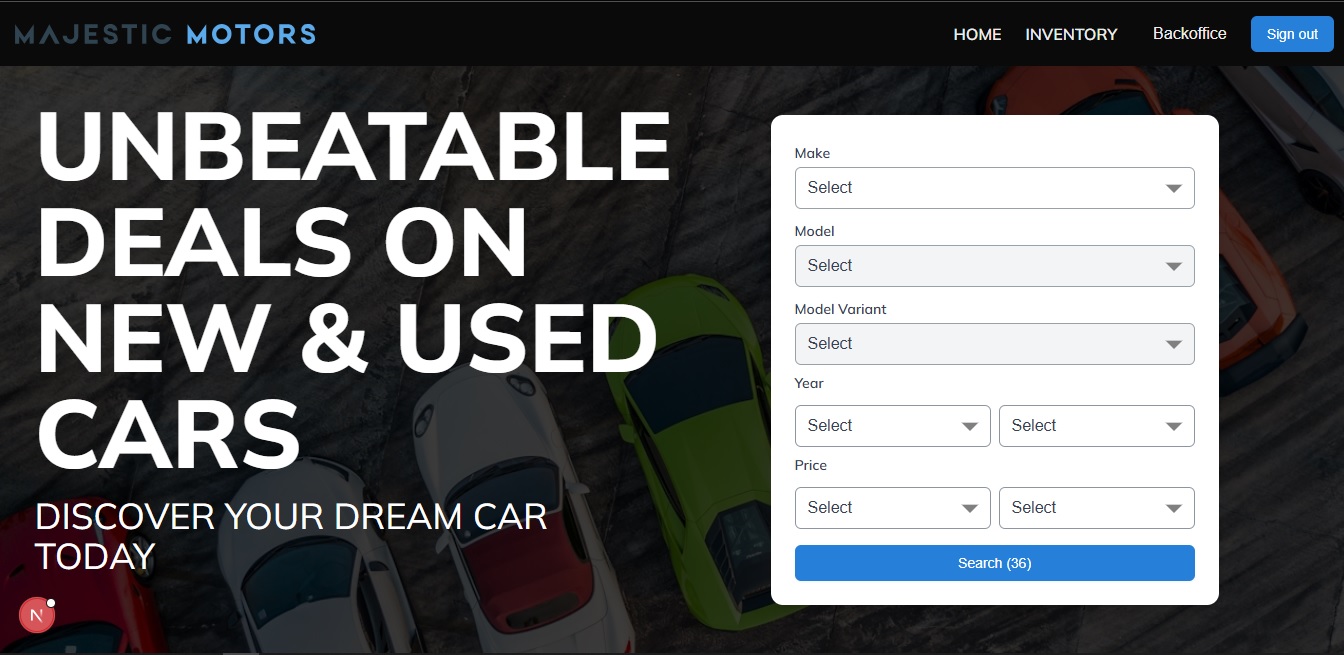 MAJESTIC MOTORS
HOME INVENTORY Backoffice Sign out
UNBEATABLE
DEALS ON
NEW & USED
CARS
DISCOVER YOUR DREAM CAR
TODAY
Make
Select
Model
Select
Model Variant
Select
Year
Select Select
Price
Select Select
Search (36)
N